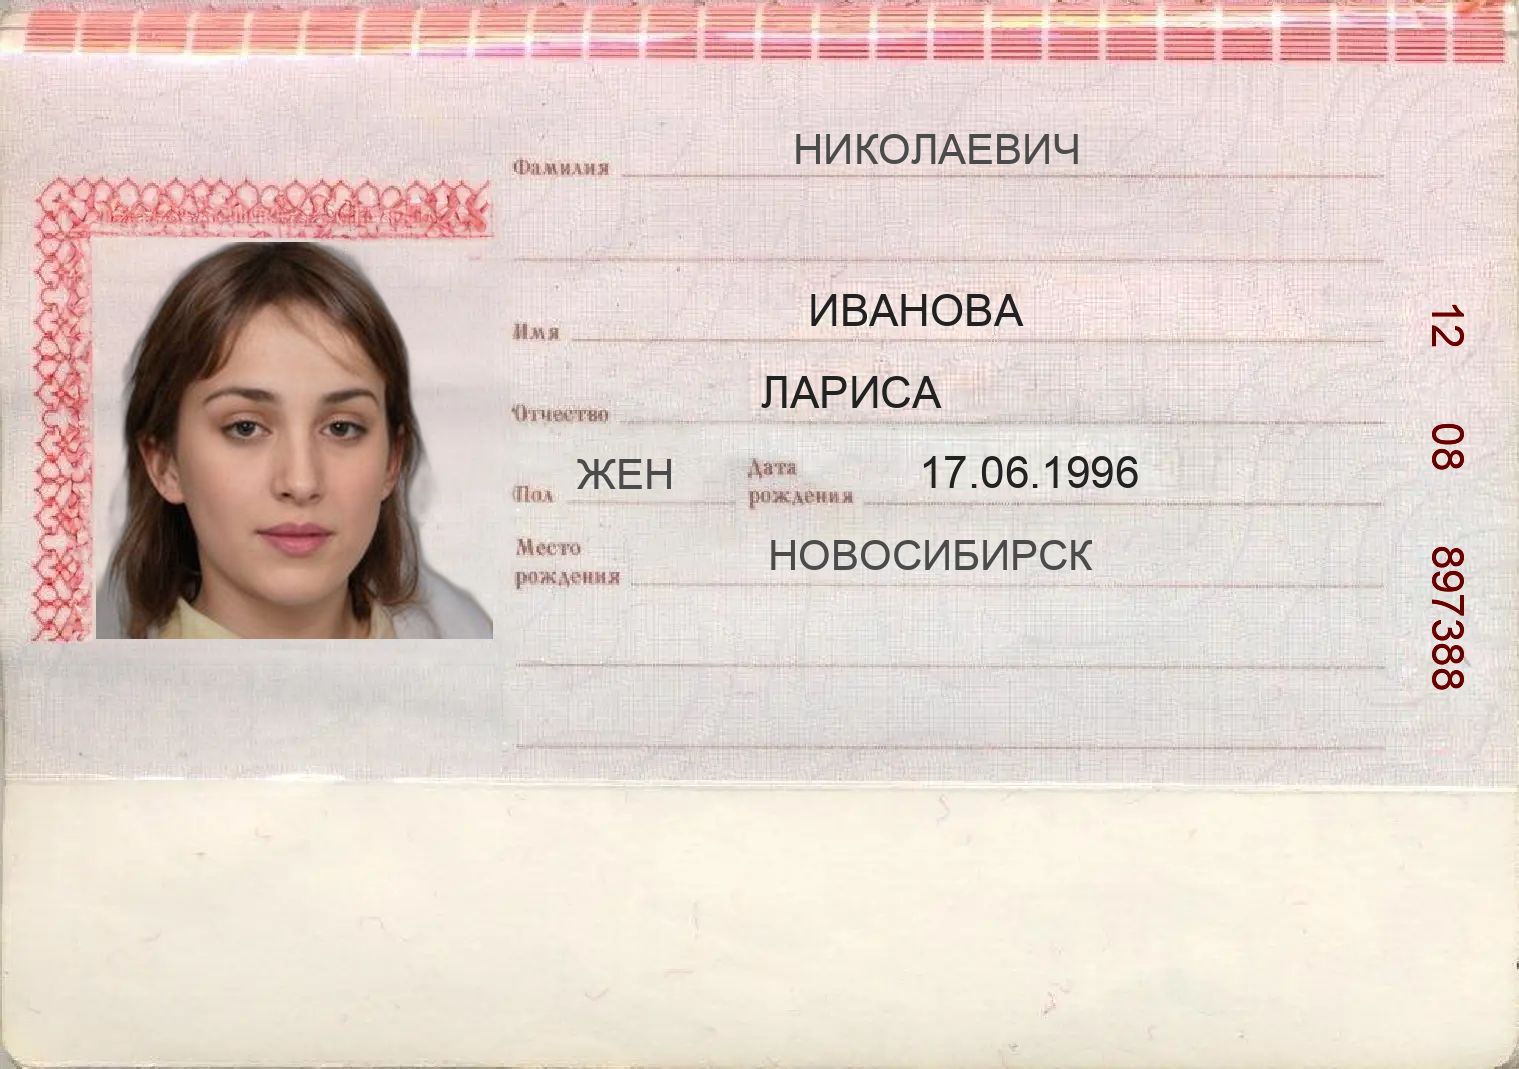 Фамилия НИКОЛАЕВИЧ
Имя ИВАНОВА
Отчество ЛАРИСА
Пол ЖЕН Дата рождения 17.06.1996
Место рождения НОВОСИБИРСК
12 08 897388